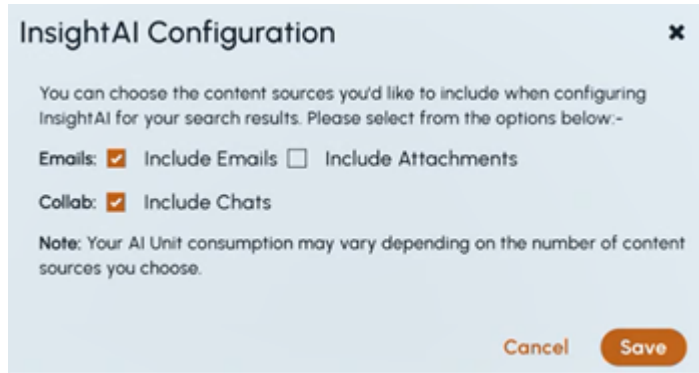 InsightAI Configuration
You can choose the content sources you'd like to include when configuring
InsightAI for your search results. Please select from the options below:-
Emails: Include Emails Include Attachments
Collab: Include Chats
Note: Your AI Unit consumption may vary depending on the number of content
sources you choose.
Cancel Save